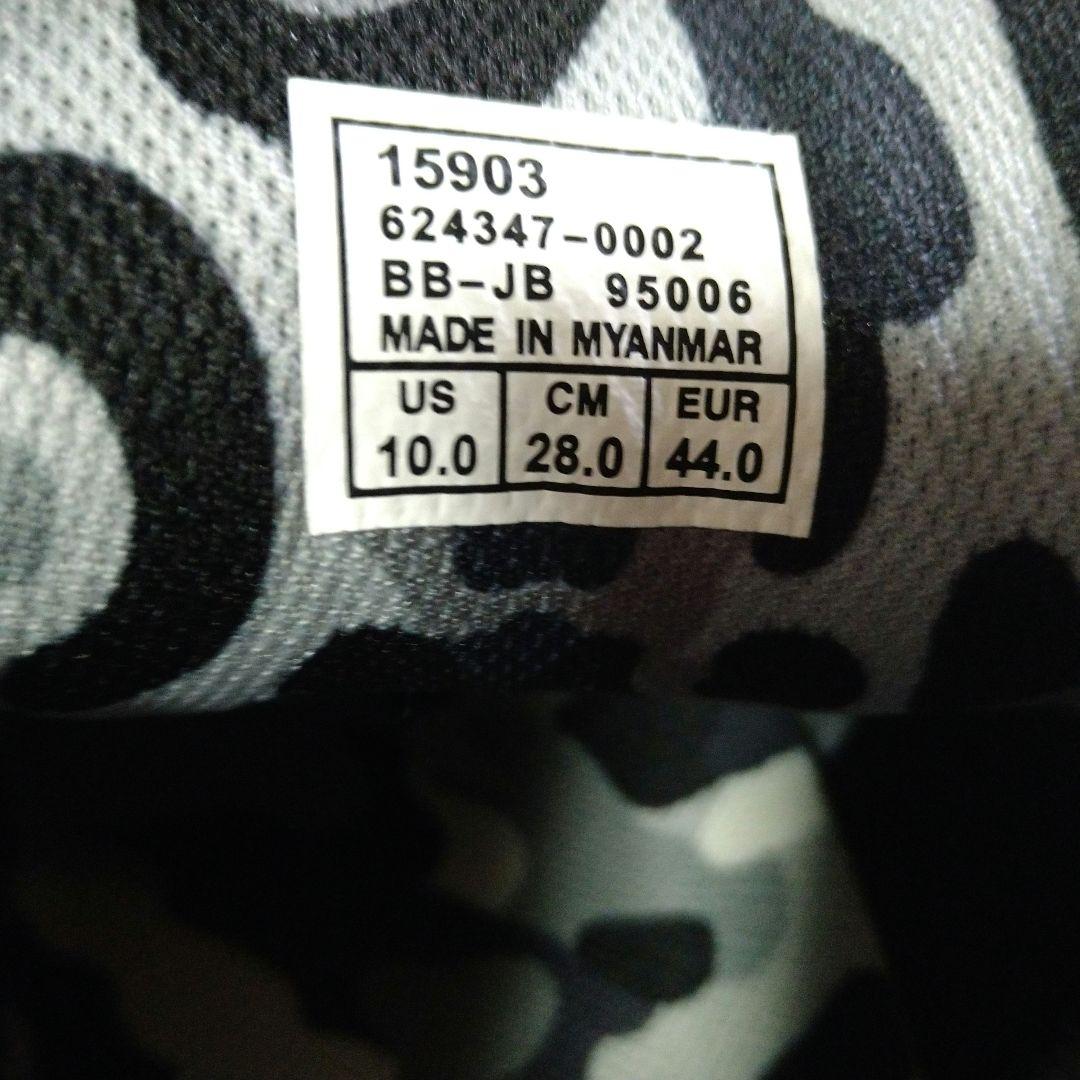 15903
624347-0002
BB-JB 95006
MADE IN MYANMAR
US CM EUR
10.0 28.0 44.0